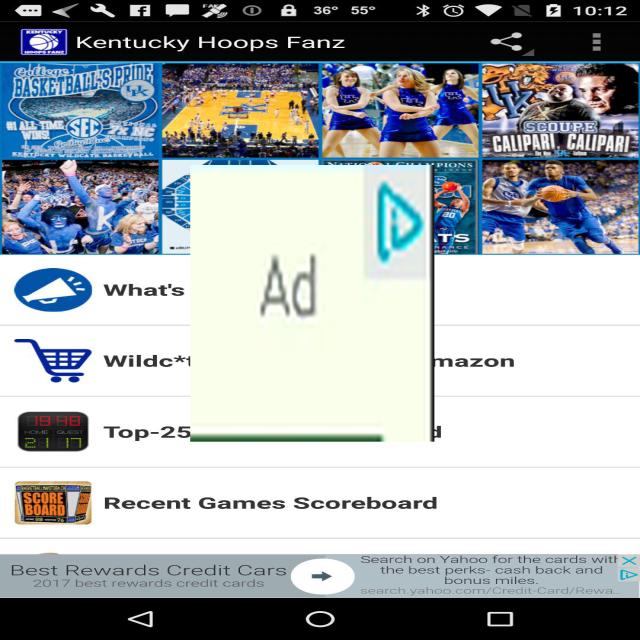 36° 55° 10:12
KENTUCKY
HOOPS FANZ
Kentucky Hoops Fanz
College
BASKETBALL'S PRIDE
UK
#1 ALL TIME
WINS
SEC
KENTUCKY WILDCATS BASKETBALL
SCOUPE
CALIPARI, CALIPARI
NATIONAL CHAMPIONS
Ad
What's
Wildc*t
mazon
19:48
HOME GUEST
21 17
Top-25
d
SCORE
BOARD
Recent Games Scoreboard
Best Rewards Credit Cars
2017 best rewards credit cards
Search on Yahoo for the cards with
the best perks- cash back and
bonus miles.
search.yahoo.com/Credit-Card/Rewa...